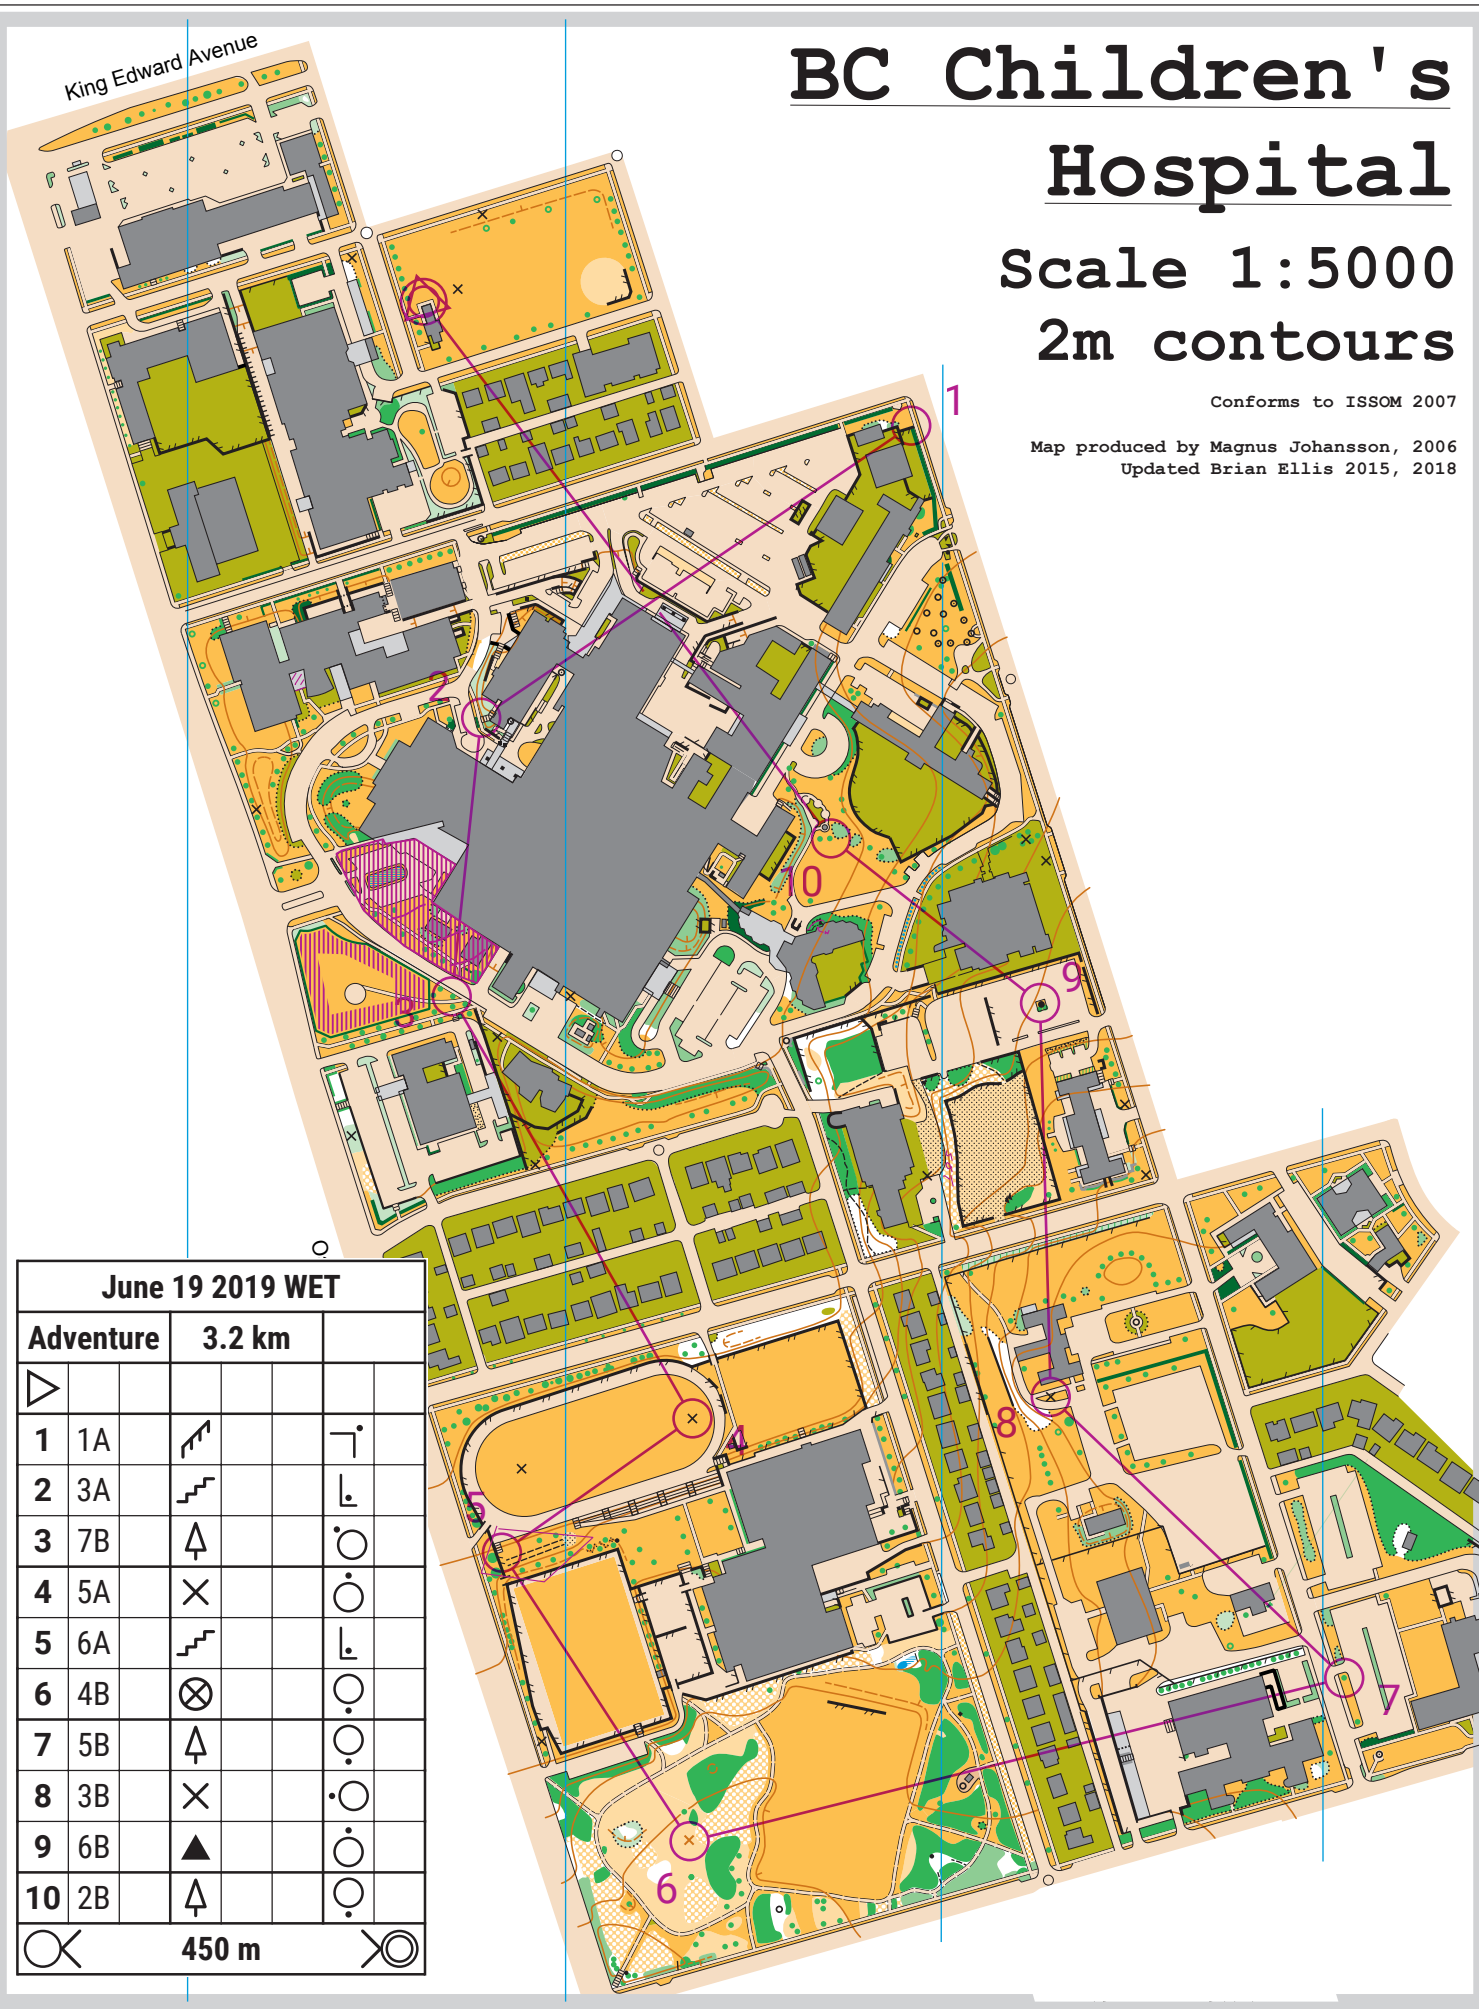 King Edward Avenue
BC Children's
Hospital
Scale 1:5000
2m contours
Conforms to ISSOM 2007
Map produced by Magnus Johansson, 2006
Updated Brian Ellis 2015, 2018
1
2
10
9
3
8
4
5
7
6
June 19 2019 WET
Adventure 3.2 km
1 1A
2 3A
3 7B
4 5A
5 6A
6 4B
7 5B
8 3B
9 6B
10 2B
450 m